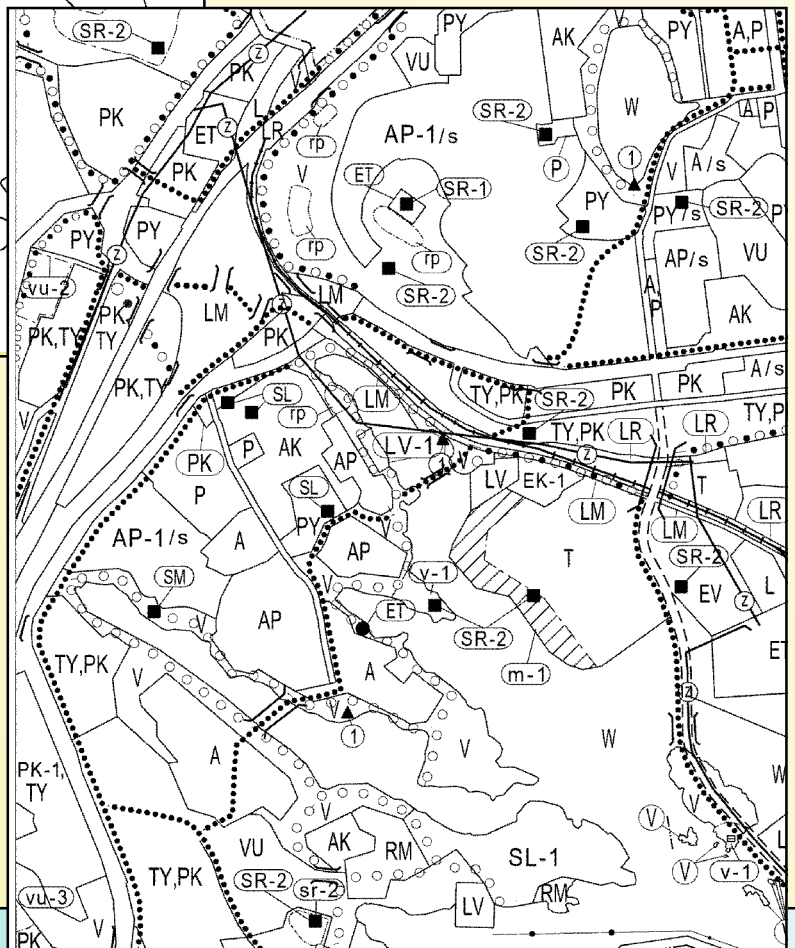 SR-2
PY
AK
PY
A,P
z
PK
V
VU
PK
L
W
ET
z
LR
rp
AP-1/s
SR-2
A
P
PK
V
ET
SR-1
P
1
V
A/s
PY
PY/s
SR-2
PY
PY
rp
rp
SR-2
AP/s
VU
z
vu-2
SR-2
A,
P
LM
LM
z
PK,
TY
PK
AK
PK,TY
PK,TY
SL
LM
TY,PK
SR-2
PK
PK
A/s
rp
TY,P
V
PK
P
AK
AP
LV-1
TY,PK
LR
LR
z
1
V
LV
EK-1
T
P
SL
LM
LM
LR
PY
AP-1/s
A
AP
V
T
SR-2
SM
V
v-1
EV
L
z
ET
SR-2
V
AP
m-1
A
ET
TY,PK
V
V
1
W
z
A
V
PK-1,
TY
W
V
V
V
VU
AK
RM
SL-1
V
v-1
L
TY,PK
SR-2
sr-2
RM
LV
vu-3
V
PK